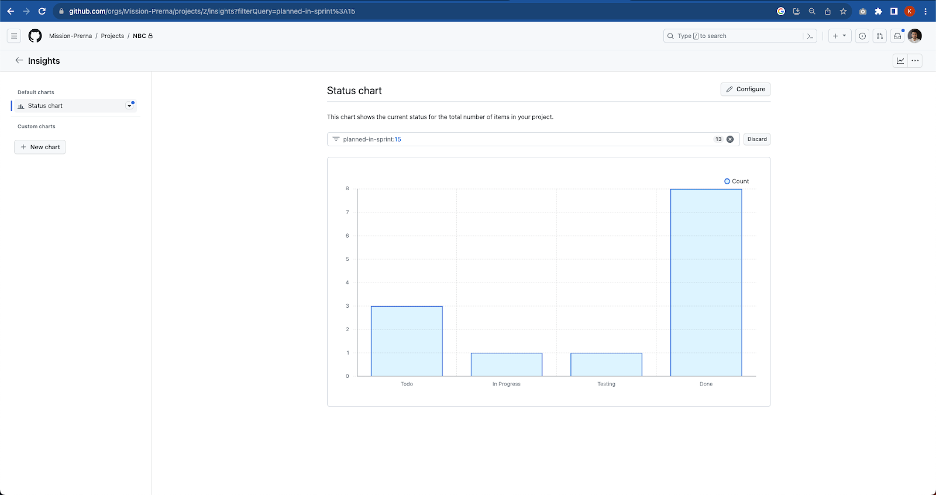 github.com/orgs/Mission-Prerna/projects/2/insights?filterQuery=planned-in-sprint%3A15
K
Mission-Prerna / Projects / NBC
Type / to search
Insights
Default charts
Status chart
Custom charts
New chart
Status chart
Configure
This chart shows the current status for the total number of items in your project.
planned-in-sprint:15
13
Discard
Count
8
7
6
5
4
3
2
1
0
Todo
In Progress
Testing
Done